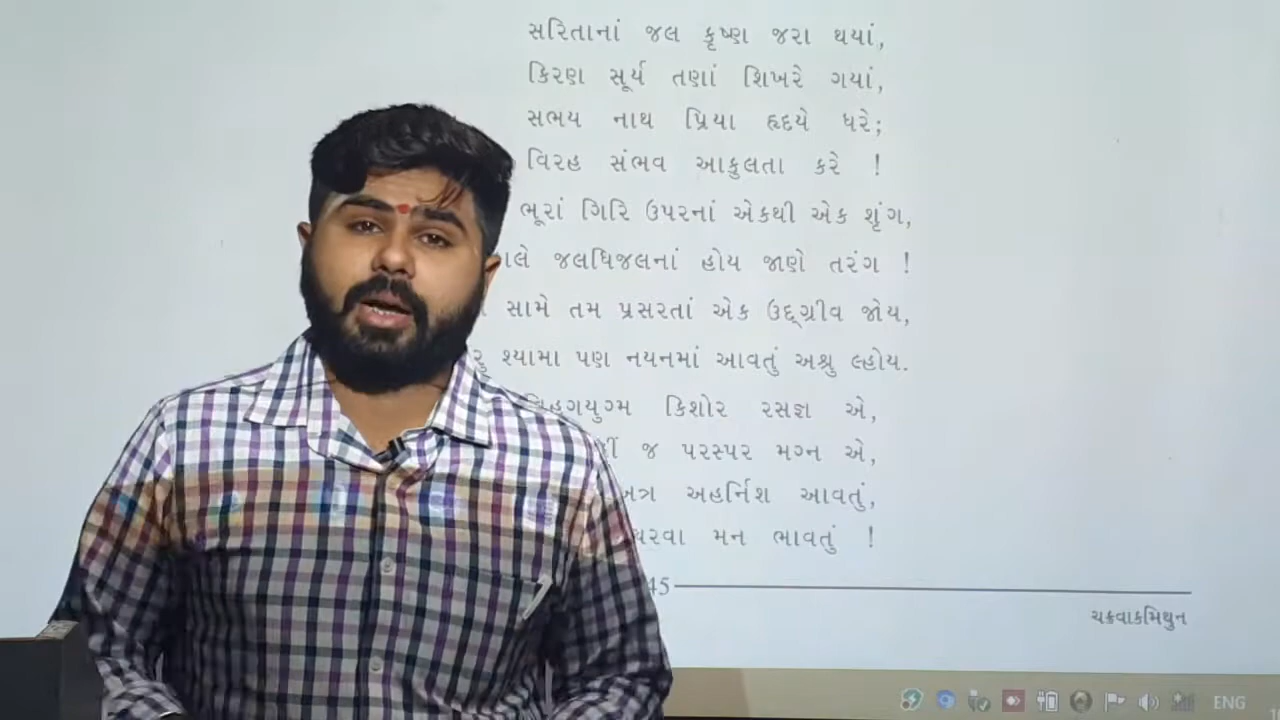 સરિતાનાં જલ કૃષ્ણ જરા થયાં,
કિરણ સૂર્ય તણાં શિખરે ગયાં,
સભય નાથ પ્રિયા હૃદયે ધરે;
વિરહ સંભવ આકુલતા કરે !
ભૂરાં ગિરિ ઉપરનાં એકથી એક શૃંગ,
જલધિજલનાં હોય જાણે તરંગ !
સામે તમ પ્રસરતાં એક ઉદ્ગ્રીવ જોય,
શ્યામા પણ નયનમાં આવતું અશ્રુ લ્હોય.
વિહગયુગ્મ કિશોર રસજ્ઞ એ,
જ પરસ્પર મગ્ન એ,
અહર્નિશ આવતું,
મન ભાવતું !
45
ચક્રવાકમિથુન
ENG